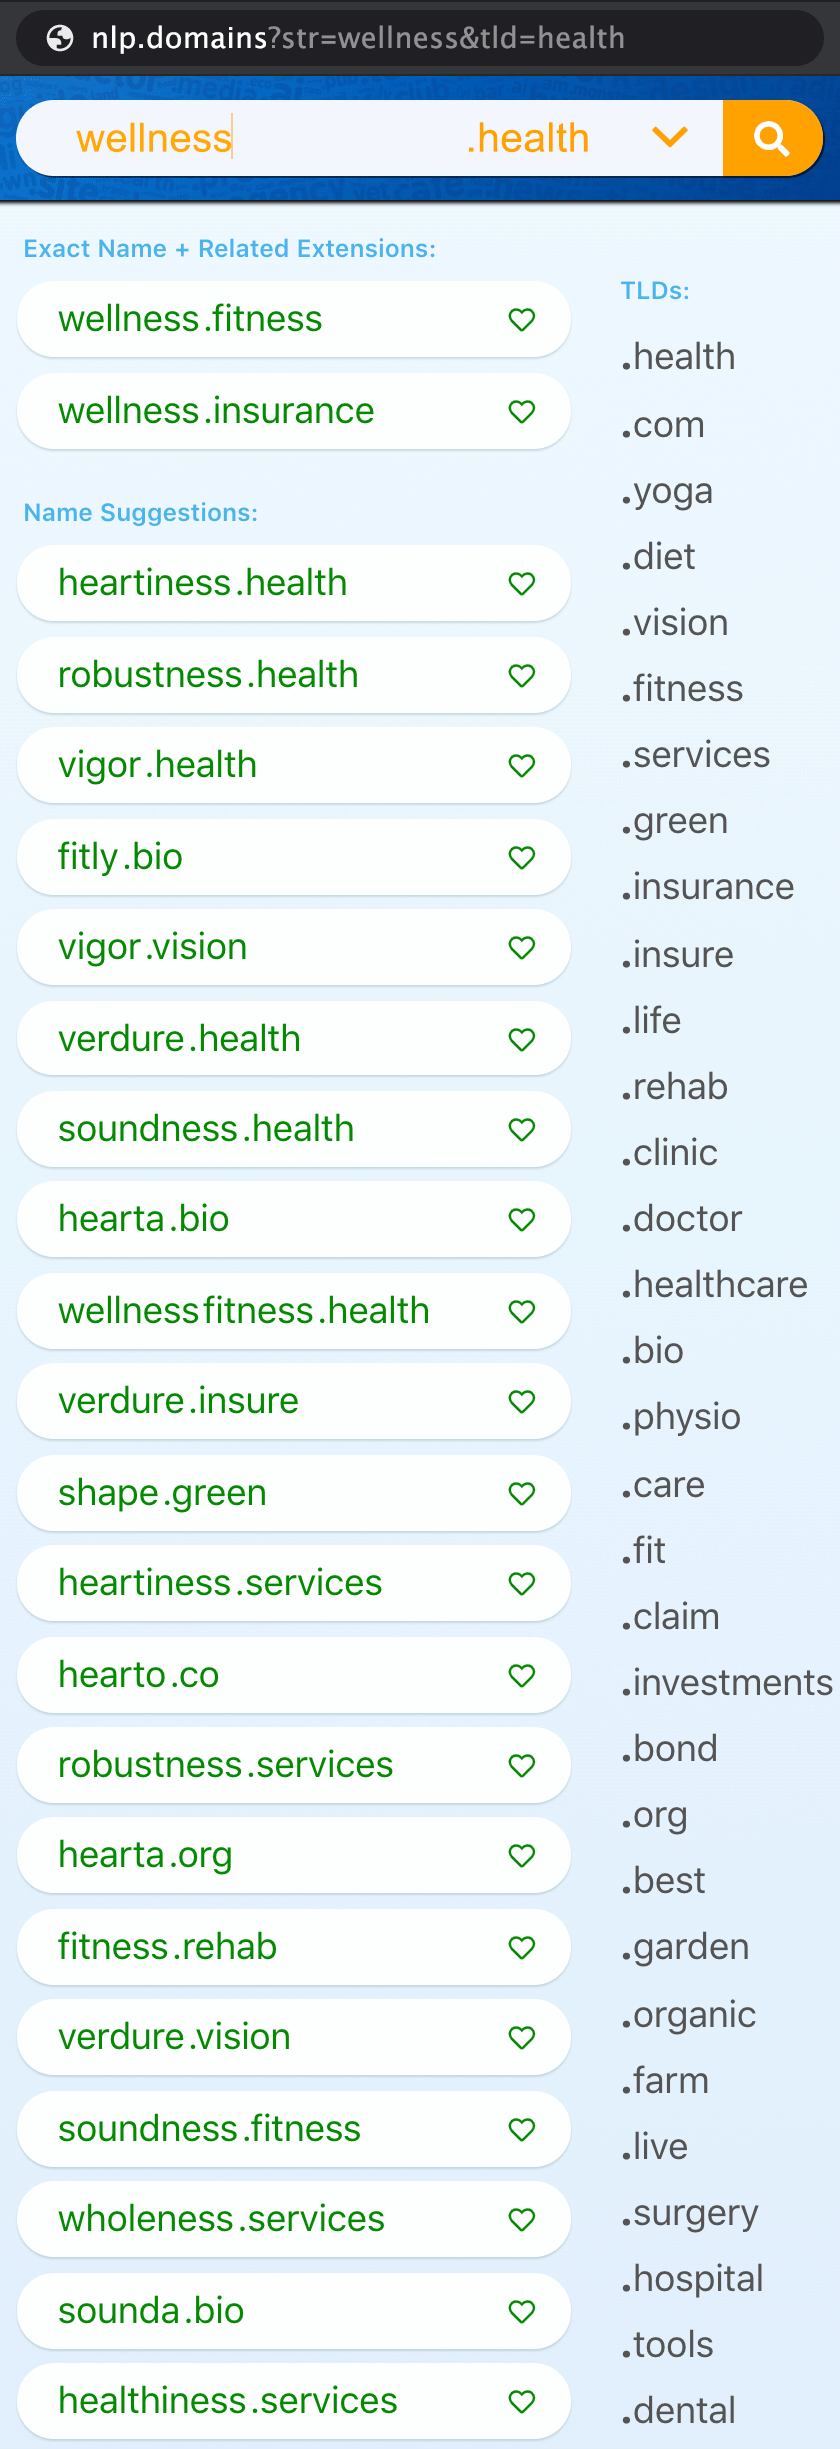 nlp.domains?str=wellness&tld=health
wellness .health
Exact Name + Related Extensions:
wellness.fitness
wellness.insurance
Name Suggestions:
heartiness.health
robustness.health
vigor.health
fitly.bio
vigor.vision
verdure.health
soundness.health
hearta.bio
wellnessfitness.health
verdure.insure
shape.green
heartiness.services
hearto.co
robustness.services
hearta.org
fitness.rehab
verdure.vision
soundness.fitness
wholeness.services
sounda.bio
healthiness.services
TLDs:
.health
.com
.yoga
.diet
.vision
.fitness
.services
.green
.insurance
.insure
.life
.rehab
.clinic
.doctor
.healthcare
.bio
.physio
.care
.fit
.claim
.investments
.bond
.org
.best
.garden
.organic
.farm
.live
.surgery
.hospital
.tools
.dental